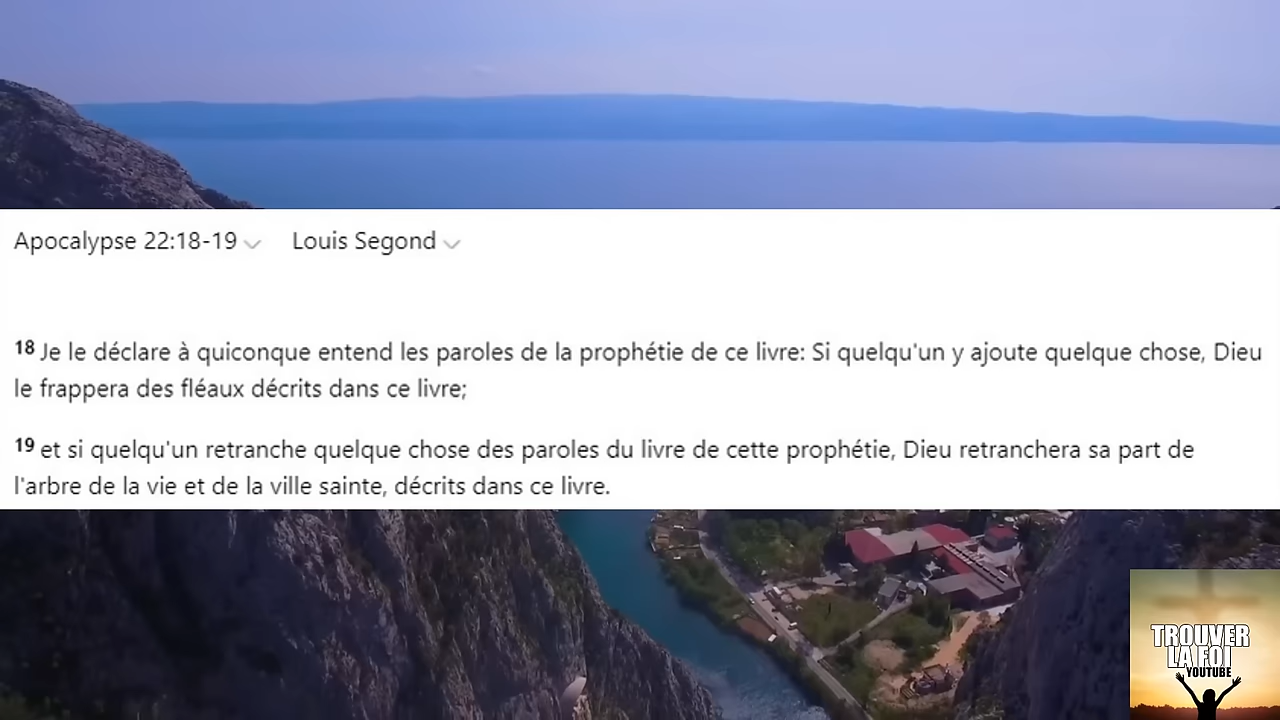 Apocalypse 22:18-19 Louis Segond
18 Je le déclare à quiconque entend les paroles de la prophétie de ce livre: Si quelqu'un y ajoute quelque chose, Dieu
le frappera des fléaux décrits dans ce livre;
19 et si quelqu'un retranche quelque chose des paroles du livre de cette prophétie, Dieu retranchera sa part de
l'arbre de la vie et de la ville sainte, décrits dans ce livre.
TROUVER
LA FOI
YOUTUBE